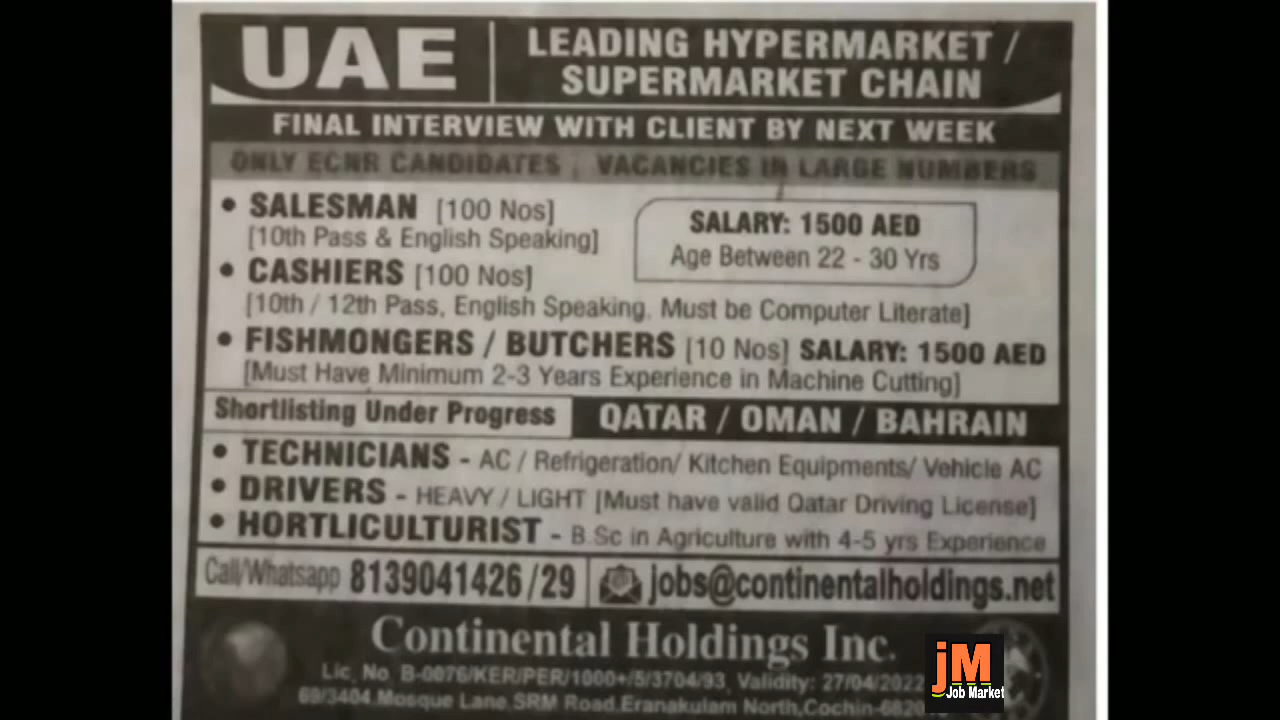 UAE
LEADING HYPERMARKET /
SUPERMARKET CHAIN
FINAL INTERVIEW WITH CLIENT BY NEXT WEEK
ONLY ECNR CANDIDATES , VACANCIES IN LARGE NUMBERS
• SALESMAN [100 Nos]
[10th Pass & English Speaking]
SALARY: 1500 AED
Age Between 22 - 30 Yrs
• CASHIERS [100 Nos]
[10th / 12th Pass, English Speaking, Must be Computer Literate]
• FISHMONGERS / BUTCHERS [10 Nos] SALARY: 1500 AED
[Must Have Minimum 2-3 Years Experience in Machine Cutting]
Shortlisting Under Progress
QATAR / OMAN / BAHRAIN
• TECHNICIANS - AC / Refrigeration/ Kitchen Equipments/ Vehicle AC
• DRIVERS - HEAVY / LIGHT [Must have valid Qatar Driving License]
• HORTLICULTURIST - B.Sc in Agriculture with 4-5 yrs Experience
Call/Whatsapp 8139041426/29
jobs@continentalholdings.net
Continental Holdings Inc.
Lic, No. B-0076/KER/PER/1000+/5/3704/93, Validity: 27/04/2022
69/3404 Mosque Lane SRM Road Eranakulam North,Cochin
jM
Job Market